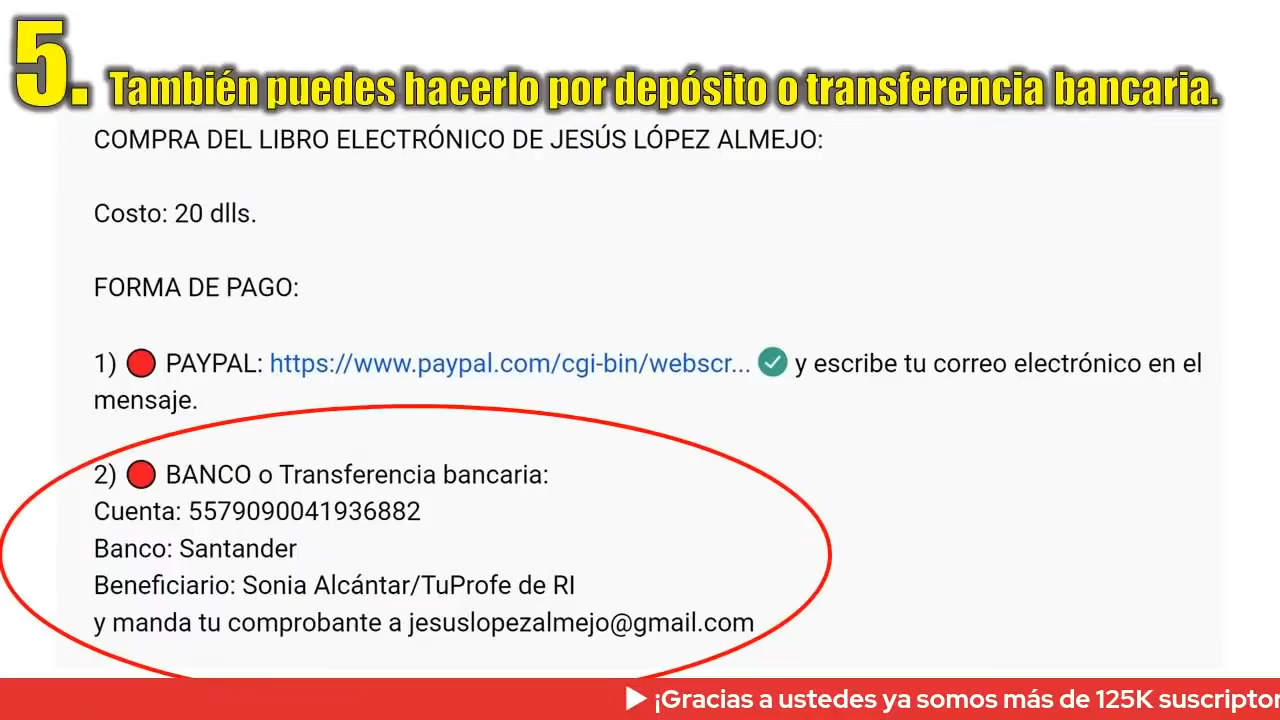 5. También puedes hacerlo por depósito o transferencia bancaria.
COMPRA DEL LIBRO ELECTRÓNICO DE JESÚS LÓPEZ ALMEJO:
Costo: 20 dlls.
FORMA DE PAGO:
1) 🔴 PAYPAL: https://www.paypal.com/cgi-bin/webscr... y escribe tu correo electrónico en el
mensaje.
2) 🔴 BANCO o Transferencia bancaria:
Cuenta: 5579090041936882
Banco: Santander
Beneficiario: Sonia Alcántar/TuProfe de RI
y manda tu comprobante a jesuslopezalmejo@gmail.com
▶ ¡Gracias a ustedes ya somos más de 125K suscriptor